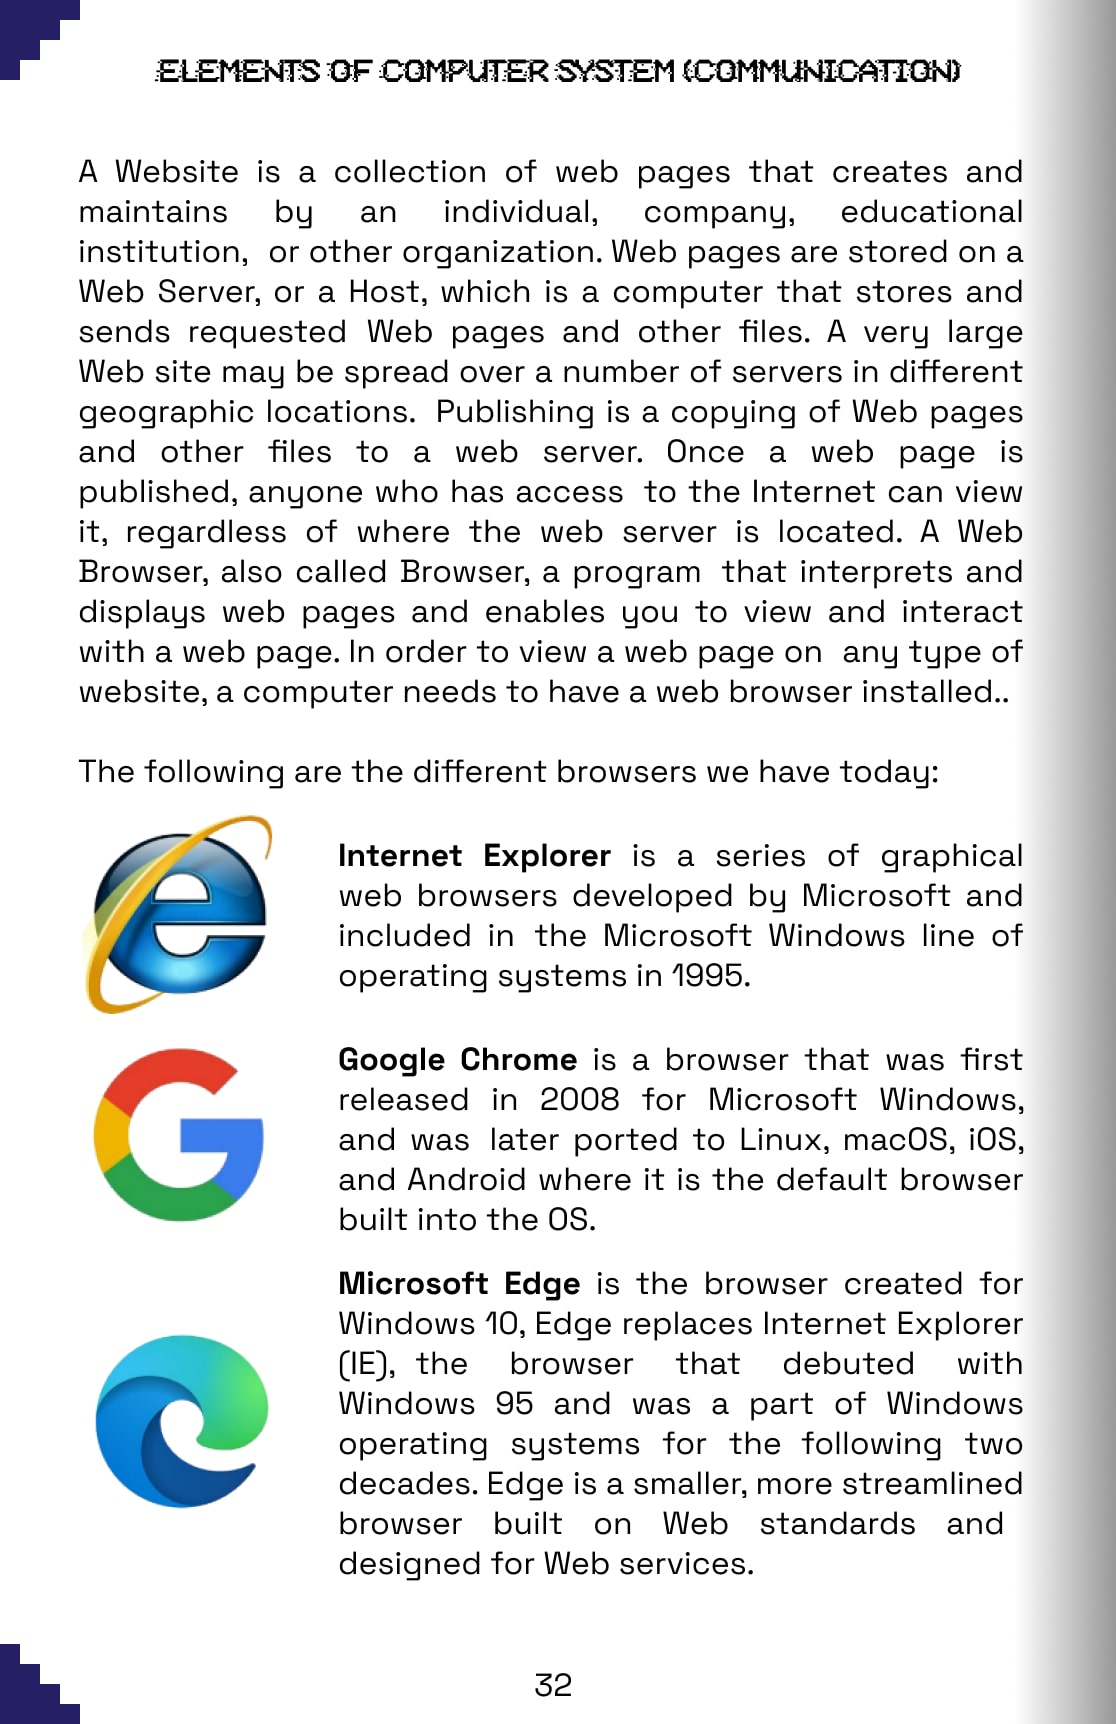 ELEMENTS OF COMPUTER SYSTEM (COMMUNICATION)
A Website is a collection of web pages that creates and
maintains by an individual, company, educational
institution, or other organization. Web pages are stored on a
Web Server, or a Host, which is a computer that stores and
sends requested Web pages and other files. A very large
Web site may be spread over a number of servers in different
geographic locations. Publishing is a copying of Web pages
and other files to a web server. Once a web page is
published, anyone who has access to the Internet can view
it, regardless of where the web server is located. A Web
Browser, also called Browser, a program that interprets and
displays web pages and enables you to view and interact
with a web page. In order to view a web page on any type of
website, a computer needs to have a web browser installed..
The following are the different browsers we have today:
Internet Explorer is a series of graphical
web browsers developed by Microsoft and
included in the Microsoft Windows line of
operating systems in 1995.
Google Chrome is a browser that was first
released in 2008 for Microsoft Windows,
and was later ported to Linux, macOS, iOS,
and Android where it is the default browser
built into the OS.
Microsoft Edge is the browser created for
Windows 10, Edge replaces Internet Explorer
(IE), the browser that debuted with
Windows 95 and was a part of Windows
operating systems for the following two
decades. Edge is a smaller, more streamlined
browser built on Web standards and
designed for Web services.
32